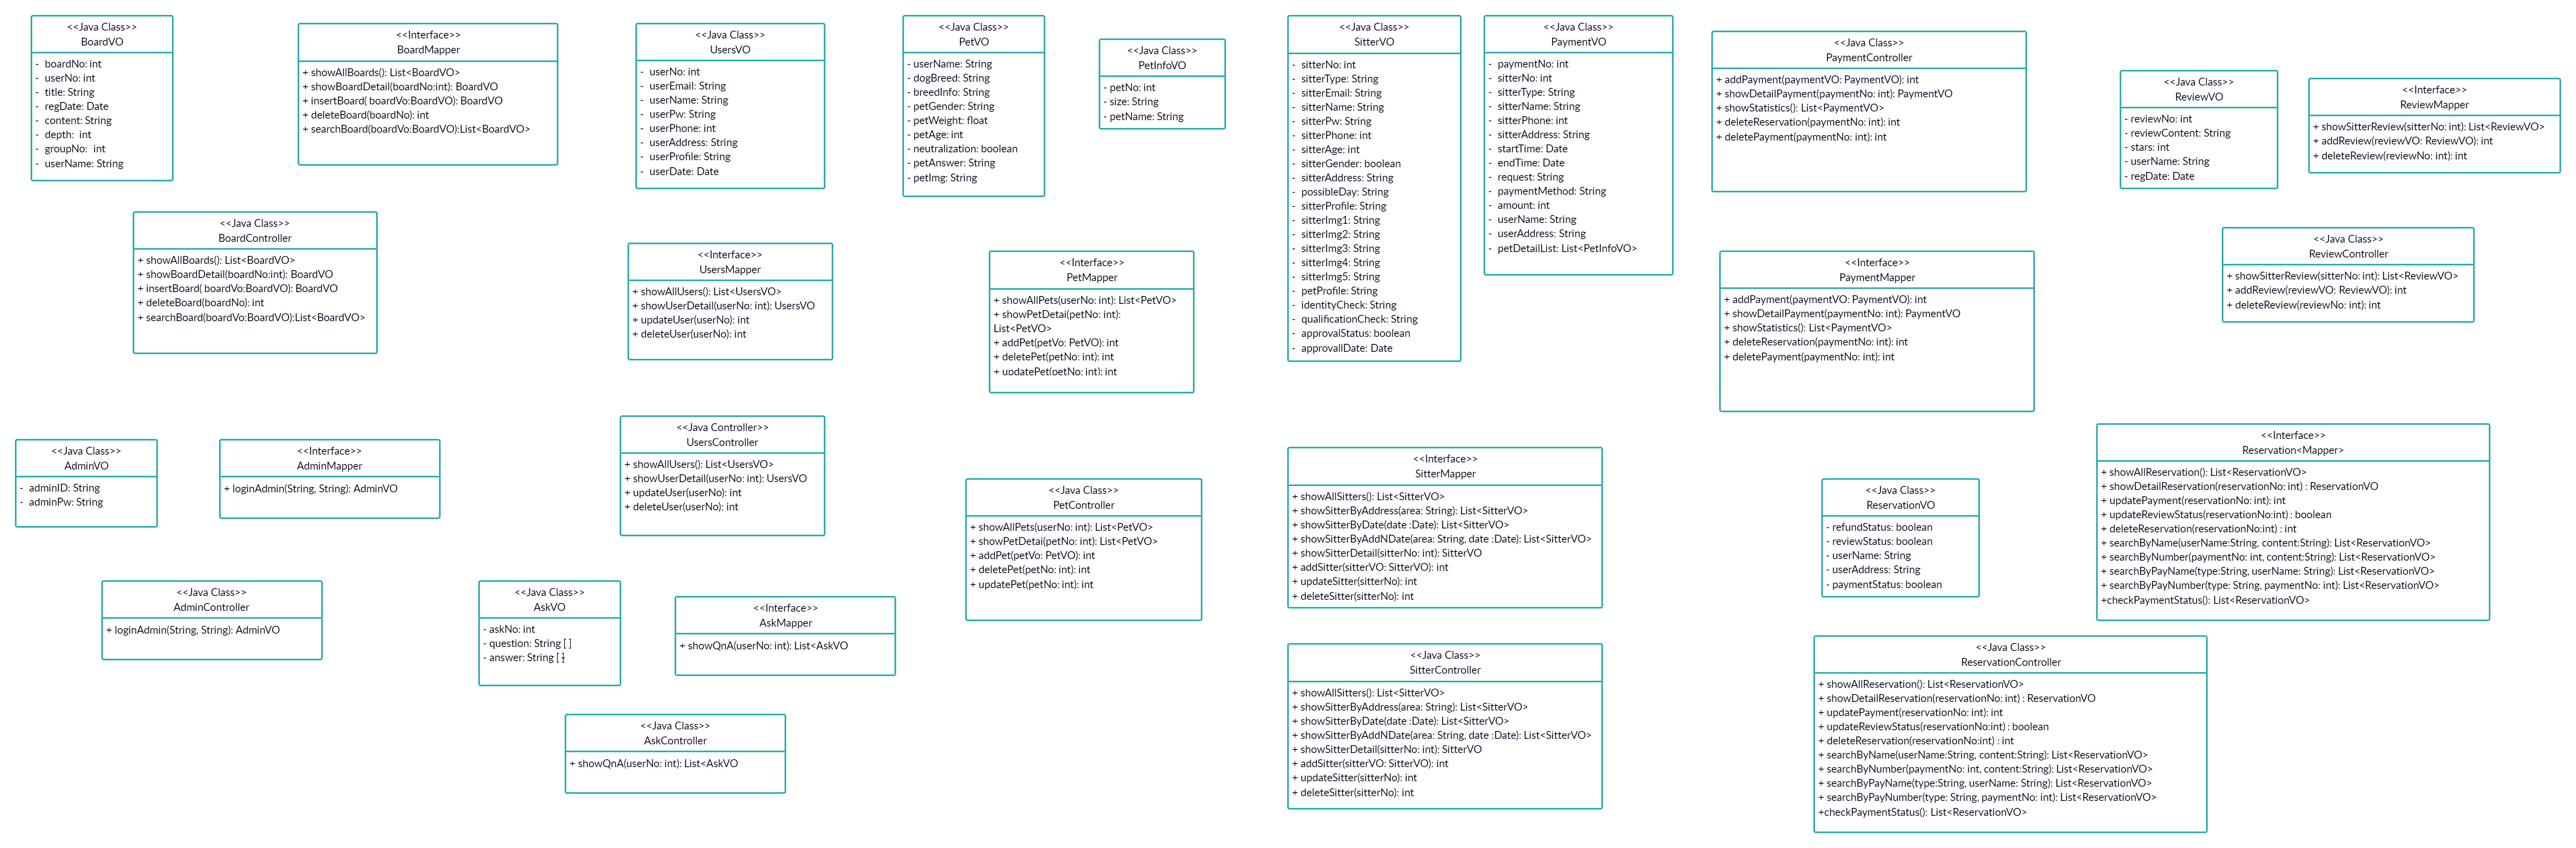 <<Java Class>>
BoardVO
- boardNo: int
- userNo: int
- title: String
- regDate: Date
- content: String
- depth:  int
- groupNo:  int
- userName: String
<<Interface>>
BoardMapper
+ showAllBoards(): List<BoardVO>
+ showBoardDetail(boardNo:int): BoardVO
+ insertBoard( boardVo:BoardVO): BoardVO
+ deleteBoard(boardNo): int
+ searchBoard(boardVo:BoardVO):List<BoardVO>
<<Java Class>>
BoardController
+ showAllBoards(): List<BoardVO>
+ showBoardDetail(boardNo:int): BoardVO
+ insertBoard( boardVo:BoardVO): BoardVO
+ deleteBoard(boardNo): int
+ searchBoard(boardVo:BoardVO):List<BoardVO>
<<Java Class>>
UsersVO
- userNo: int
- userEmail: String
- userName: String
- userPw: String
- userPhone: int
- userAddress: String
- userProfile: String
- userDate: Date
<<Interface>>
UsersMapper
+ showAllUsers(): List<UsersVO>
+ showUserDetail(userNo: int): UsersVO
+ updateUser(userNo): int
+ deleteUser(userNo): int
<<Java Controller>>
UsersController
+ showAllUsers(): List<UsersVO>
+ showUserDetail(userNo: int): UsersVO
+ updateUser(userNo): int
+ deleteUser(userNo): int
<<Java Class>>
AdminVO
- adminID: String
- adminPw: String
<<Interface>>
AdminMapper
+ loginAdmin(String, String): AdminVO
<<Java Class>>
AdminController
+ loginAdmin(String, String): AdminVO
<<Java Class>>
AskVO
- askNo: int
- question: String [ ]
- answer: String [ ]
<<Interface>>
AskMapper
+ showQnA(userNo: int): List<AskVO
<<Java Class>>
AskController
+ showQnA(userNo: int): List<AskVO
<<Java Class>>
PetVO
- userName: String
- dogBreed: String
- breedInfo: String
- petGender: String
- petWeight: float
- petAge: int
- neutralization: boolean
- petAnswer: String
- petImg: String
<<Java Class>>
PetInfoVO
- petNo: int
- size: String
- petName: String
<<Interface>>
PetMapper
+ showAllPets(userNo: int): List<PetVO>
+ showPetDetai(petNo: int):
List<PetVO>
+ addPet(petVo: PetVO): int
+ deletePet(petNo: int): int
+ updatePet(petNo: int): int
<<Java Class>>
PetController
+ showAllPets(userNo: int): List<PetVO>
+ showPetDetai(petNo: int): List<PetVO>
+ addPet(petVo: PetVO): int
+ deletePet(petNo: int): int
+ updatePet(petNo: int): int
<<Java Class>>
SitterVO
- sitterNo: int
- sitterType: String
- sitterEmail: String
- sitterName: String
- sitterPw: String
- sitterPhone: int
- sitterAge: int
- sitterGender: boolean
- sitterAddress: String
- possibleDay: String
- sitterProfile: String
- sitterImg1: String
- sitterImg2: String
- sitterImg3: String
- sitterImg4: String
- sitterImg5: String
- petProfile: String
- identityCheck: String
- qualificationCheck: String
- approvalStatus: boolean
- approvallDate: Date
<<Java Class>>
PaymentVO
- paymentNo: int
- sitterNo: int
- sitterType: String
- sitterName: String
- sitterPhone: int
- sitterAddress: String
- startTime: Date
- endTime: Date
- request: String
- paymentMethod: String
- amount: int
- userName: String
- userAddress: String
- petDetailList: List<PetInfoVO>
<<Interface>>
SitterMapper
+ showAllSitters(): List<SitterVO>
+ showSitterByAddress(area: String): List<SitterVO>
+ showSitterByDate(date :Date): List<SitterVO>
+ showSitterByAddNDate(area: String, date :Date): List<SitterVO>
+ showSitterDetail(sitterNo: int): SitterVO
+ addSitter(sitterVO: SitterVO): int
+ updateSitter(sitterNo): int
+ deleteSitter(sitterNo): int
<<Java Class>>
SitterController
+ showAllSitters(): List<SitterVO>
+ showSitterByAddress(area: String): List<SitterVO>
+ showSitterByDate(date :Date): List<SitterVO>
+ showSitterByAddNDate(area: String, date :Date): List<SitterVO>
+ showSitterDetail(sitterNo: int): SitterVO
+ addSitter(sitterVO: SitterVO): int
+ updateSitter(sitterNo): int
+ deleteSitter(sitterNo): int
<<Java Class>>
PaymentController
+ addPayment(paymentVO: PaymentVO): int
+ showDetailPayment(paymentNo: int): PaymentVO
+ showStatistics(): List<PaymentVO>
+ deleteReservation(paymentNo: int): int
+ deletePayment(paymentNo: int): int
<<Interface>>
PaymentMapper
+ addPayment(paymentVO: PaymentVO): int
+ showDetailPayment(paymentNo: int): PaymentVO
+ showStatistics(): List<PaymentVO>
+ deleteReservation(paymentNo: int): int
+ deletePayment(paymentNo: int): int
<<Java Class>>
ReviewVO
- reviewNo: int
- reviewContent: String
- stars: int
- userName: String
- regDate: Date
<<Interface>>
ReviewMapper
+ showSitterReview(sitterNo: int): List<ReviewVO>
+ addReview(reviewVO: ReviewVO): int
+ deleteReview(reviewNo: int): int
<<Java Class>>
ReviewController
+ showSitterReview(sitterNo: int): List<ReviewVO>
+ addReview(reviewVO: ReviewVO): int
+ deleteReview(reviewNo: int): int
<<Java Class>>
ReservationVO
- refundStatus: boolean
- reviewStatus: boolean
- userName: String
- userAddress: String
- paymentStatus: boolean
<<Interface>>
Reservation<Mapper>
+ showAllReservation(): List<ReservationVO>
+ showDetailReservation(reservationNo: int) : ReservationVO
+ updatePayment(reservationNo: int): int
+ updateReviewStatus(reservationNo:int) : boolean
+ deleteReservation(reservationNo:int) : int
+ searchByName(userName:String, content:String): List<ReservationVO>
+ searchByNumber(paymentNo: int, content:String): List<ReservationVO>
+ searchByPayName(type:String, userName: String): List<ReservationVO>
+ searchByPayNumber(type: String, paymentNo: int): List<ReservationVO>
+checkPaymentStatus(): List<ReservationVO>
<<Java Class>>
ReservationController
+ showAllReservation(): List<ReservationVO>
+ showDetailReservation(reservationNo: int) : ReservationVO
+ updatePayment(reservationNo: int): int
+ updateReviewStatus(reservationNo:int) : boolean
+ deleteReservation(reservationNo:int) : int
+ searchByName(userName:String, content:String): List<ReservationVO>
+ searchByNumber(paymentNo: int, content:String): List<ReservationVO>
+ searchByPayName(type:String, userName: String): List<ReservationVO>
+ searchByPayNumber(type: String, paymentNo: int): List<ReservationVO>
+checkPaymentStatus(): List<ReservationVO>